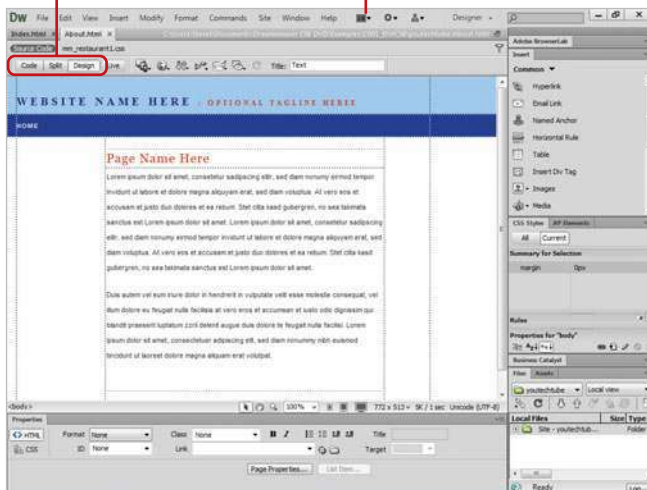 DW File Edit View Insert Modify Format Commands Site Window Help Designer
Index.html × About.html ×
Source Code mm_restaurant1.css
Code Split Design Live Title: Text
WEBSITE NAME HERE : OPTIONAL TAGLINE HERE
HOME
Page Name Here
Lorem ipsum dolor sit amet, consetetur sadipscing elitr, sed diam nonumy eirmod tempor
invidunt ut labore et dolore magna aliquyam erat, sed diam voluptua. At vero eos et
accusam et justo duo dolores et ea rebum. Stet clita kasd gubergren, no sea takimata
sanctus est Lorem ipsum dolor sit amet. Lorem ipsum dolor sit amet, consetetur sadipscing
elitr, sed diam nonumy eirmod tempor invidunt ut labore et dolore magna aliquyam erat, sed
diam voluptua. At vero eos et accusam et justo duo dolores et ea rebum. Stet clita kasd
gubergren, no sea takimata sanctus est Lorem ipsum dolor sit amet.
Duis autem vel eum iriure dolor in hendrerit in vulputate velit esse molestie consequat, vel
illum dolore eu feugiat nulla facilisis at vero eros et accumsan et iusto odio dignissim qui
blandit praesent luptatum zzril delenit augue duis dolore te feugait nulla facilisi. Lorem
ipsum dolor sit amet, consectetuer adipiscing elit, sed diam nonummy nibh euismod
tincidunt ut laoreet dolore magna aliquam erat volutpat.
<body> 100% 772 x 513 5K / 1 sec Unicode (UTF-8)
Properties
<> HTML Format None Class None B I Title
CSS ID None Link Target
Page Properties... List Item...
Adobe BrowserLab
Insert
Common
Hyperlink
Email Link
Named Anchor
Horizontal Rule
Table
Insert Div Tag
Images
Media
CSS Styles AP Elements
All Current
Summary for Selection
margin 0px
Rules
Properties for "body"
Business Catalyst
Files Assets
youtechtube Local view
Local Files Size Type
Site - youtechtub... Folder
Ready Log...